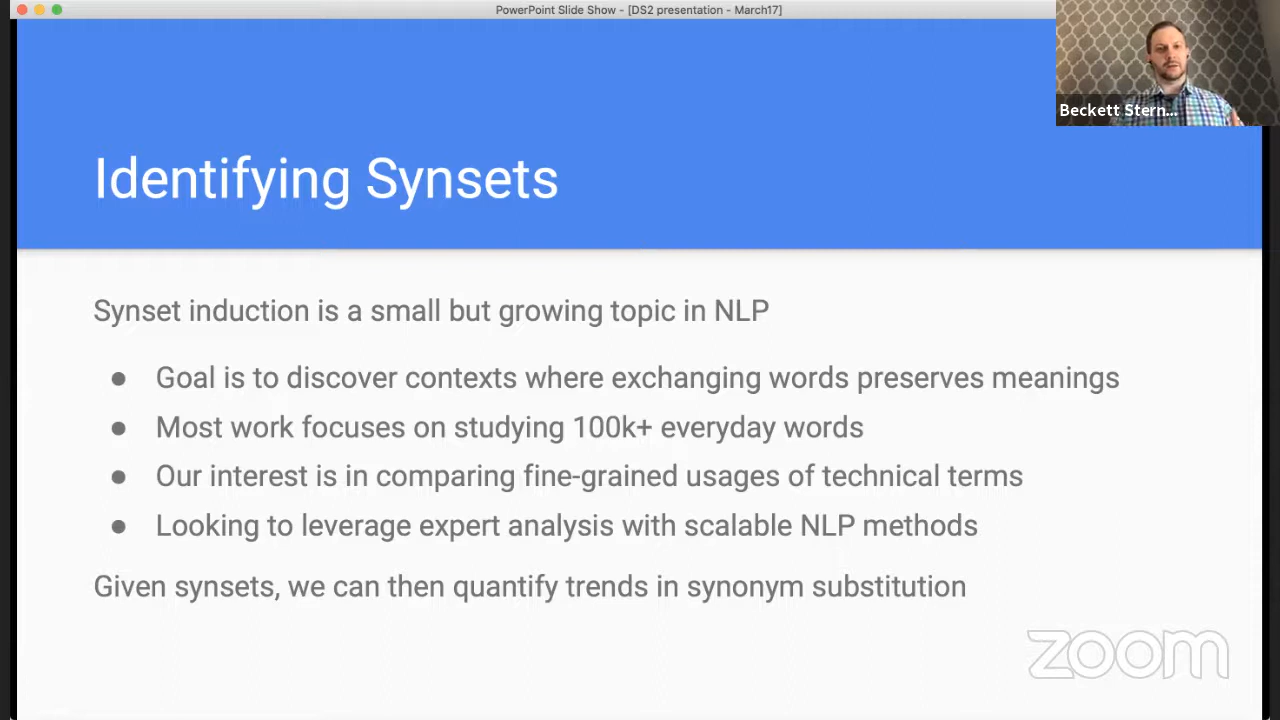 PowerPoint Slide Show - [DS2 presentation - March17]
Beckett Stern...
Identifying Synsets
Synset induction is a small but growing topic in NLP
● Goal is to discover contexts where exchanging words preserves meanings
● Most work focuses on studying 100k+ everyday words
● Our interest is in comparing fine-grained usages of technical terms
● Looking to leverage expert analysis with scalable NLP methods
Given synsets, we can then quantify trends in synonym substitution
zoom